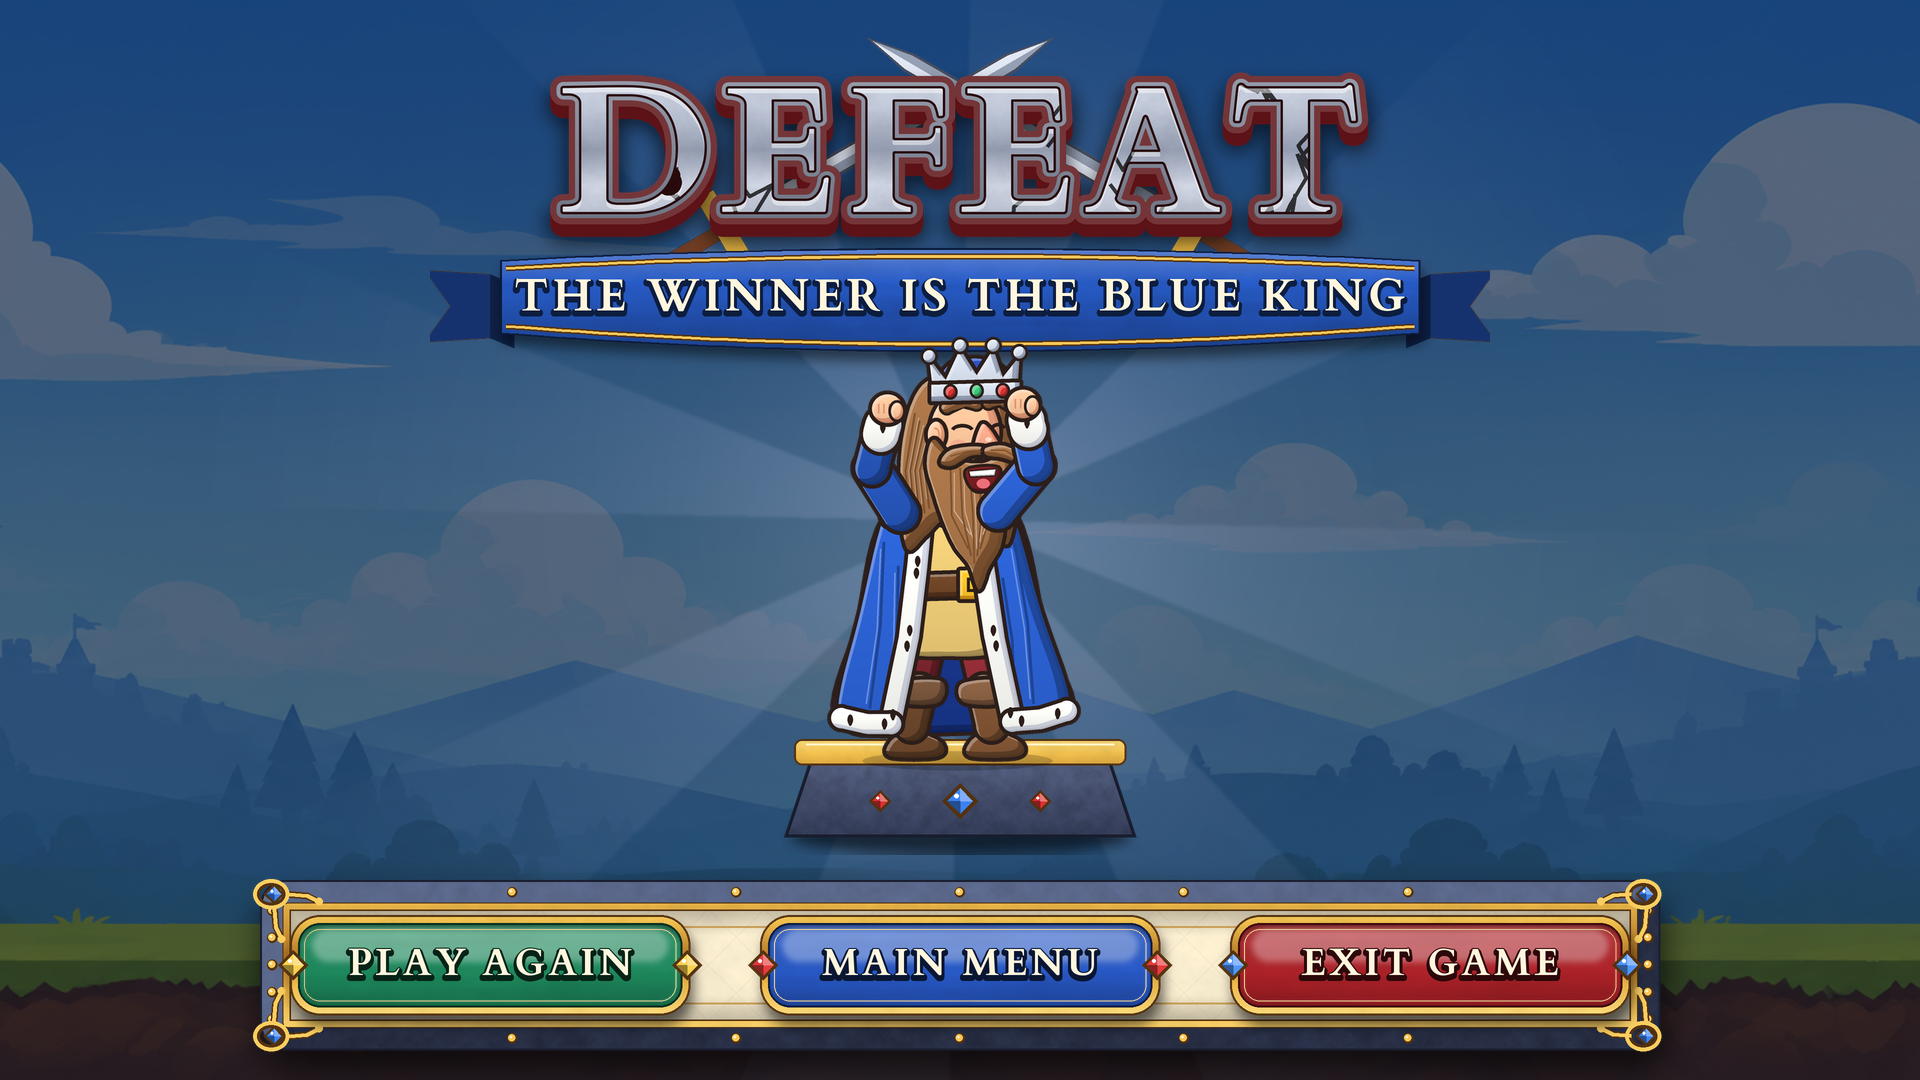 DEFEAT
THE WINNER IS THE BLUE KING
PLAY AGAIN
MAIN MENU
EXIT GAME